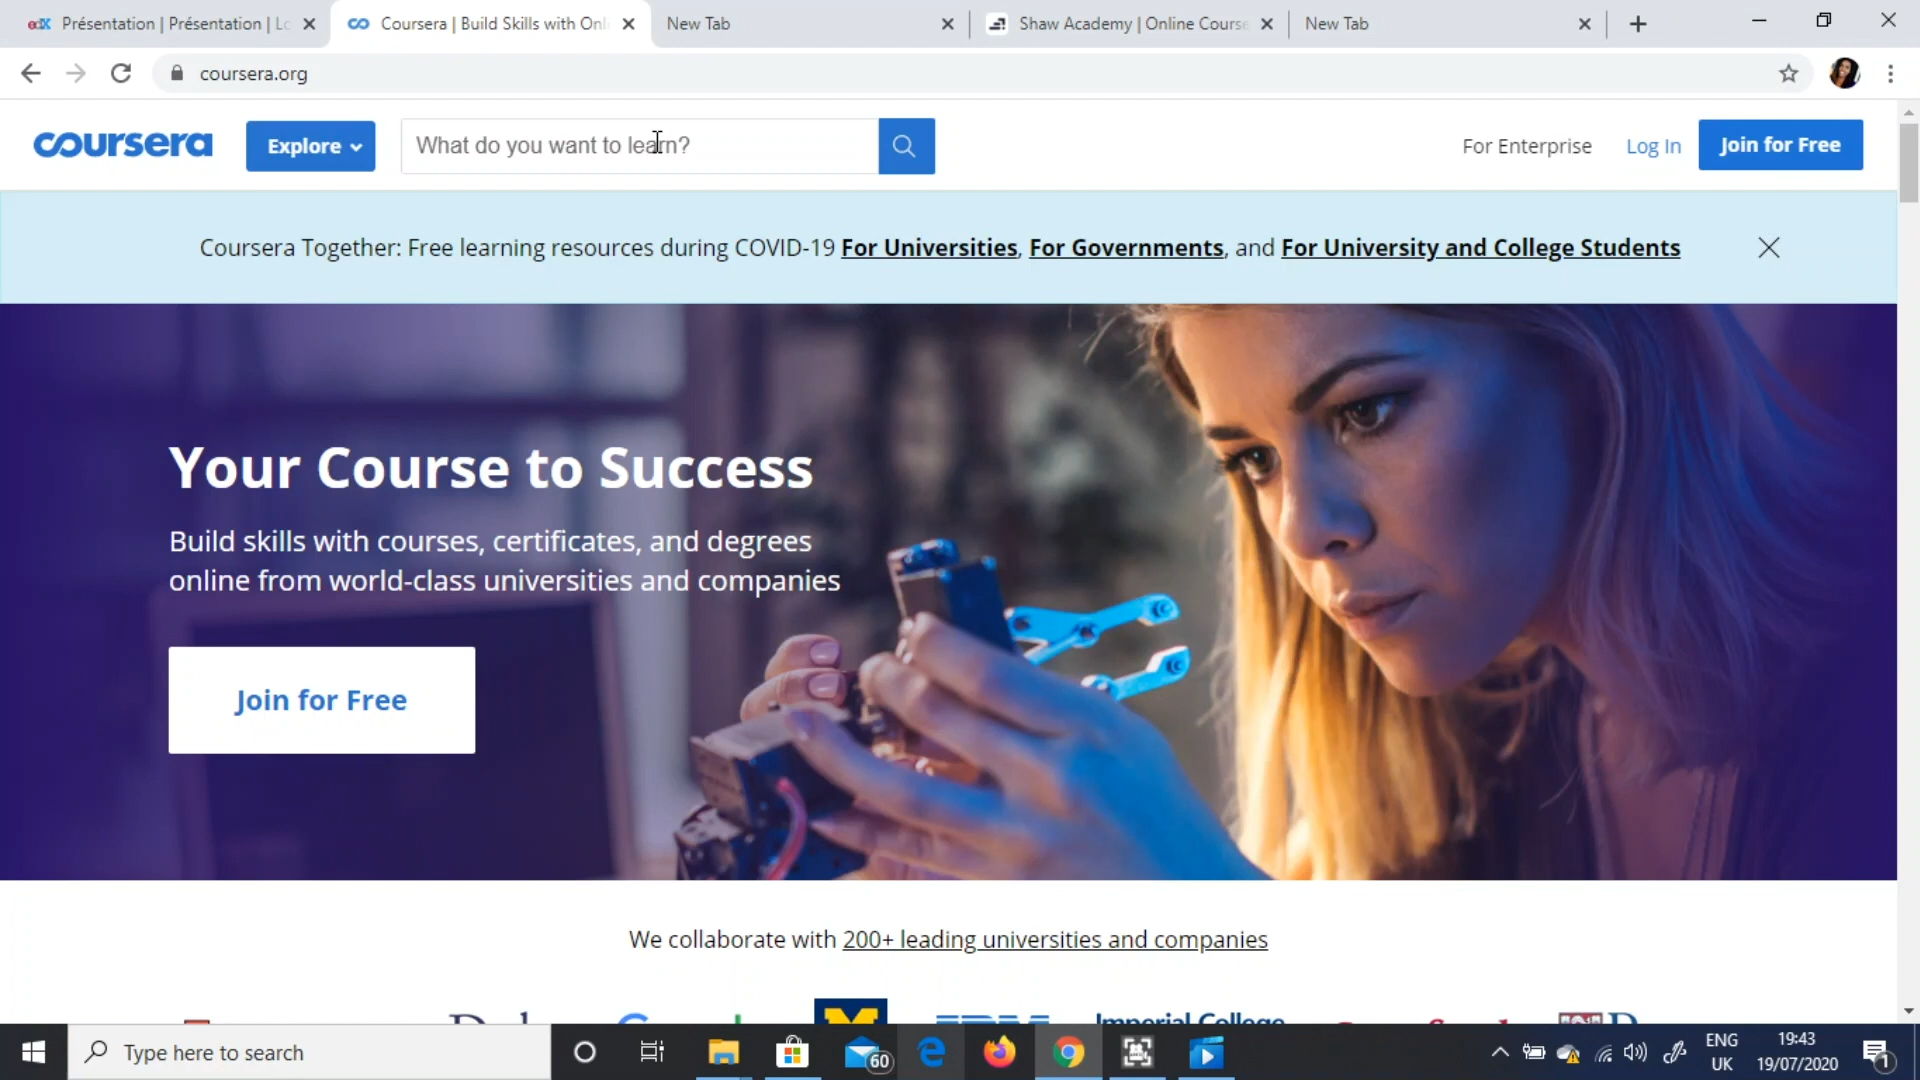 edX Présentation | Présentation | Lo
Coursera | Build Skills with Onli
New Tab
Shaw Academy | Online Course
New Tab
coursera.org
coursera
Explore
What do you want to learn?
For Enterprise
Log In
Join for Free
Coursera Together: Free learning resources during COVID-19 For Universities, For Governments, and For University and College Students
Your Course to Success
Build skills with courses, certificates, and degrees
online from world-class universities and companies
Join for Free
We collaborate with 200+ leading universities and companies
Imperial College
Type here to search
60
ENG
UK
19:43
19/07/2020
1